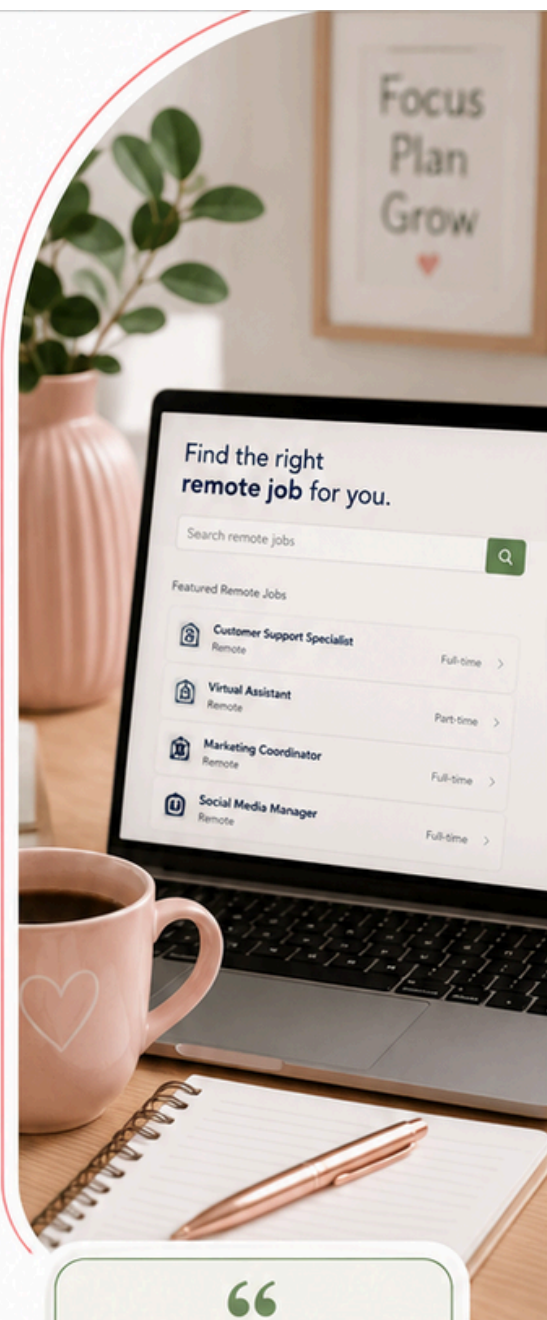 Focus
Plan
Grow
Find the right
remote job for you.
Search remote jobs
Featured Remote Jobs
Customer Support Specialist
Remote
Full-time
Virtual Assistant
Remote
Part-time
Marketing Coordinator
Remote
Full-time
Social Media Manager
Remote
Full-time
“